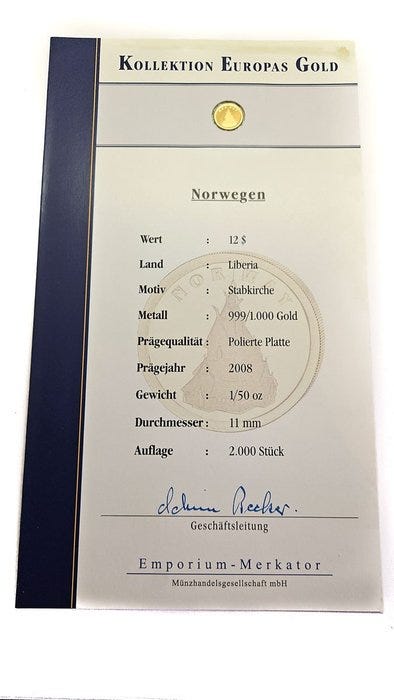 KOLLEKTION EUROPAS GOLD
Norwegen
Wert : 12 $
Land : Liberia
Motiv : Stabkirche
Metall : 999/1.000 Gold
Prägequalität : Polierte Platte
Prägejahr : 2008
Gewicht : 1/50 oz
Durchmesser : 11 mm
Auflage : 2.000 Stück
NORWAY
Geschäftsleitung
Emporium-Merkator
Münzhandelsgesellschaft mbH